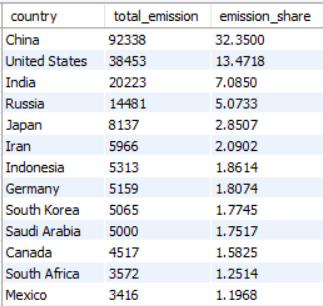 country total_emission emission_share
China 92338 32.3500
United States 38453 13.4718
India 20223 7.0850
Russia 14481 5.0733
Japan 8137 2.8507
Iran 5966 2.0902
Indonesia 5313 1.8614
Germany 5159 1.8074
South Korea 5065 1.7745
Saudi Arabia 5000 1.7517
Canada 4517 1.5825
South Africa 3572 1.2514
Mexico 3416 1.1968